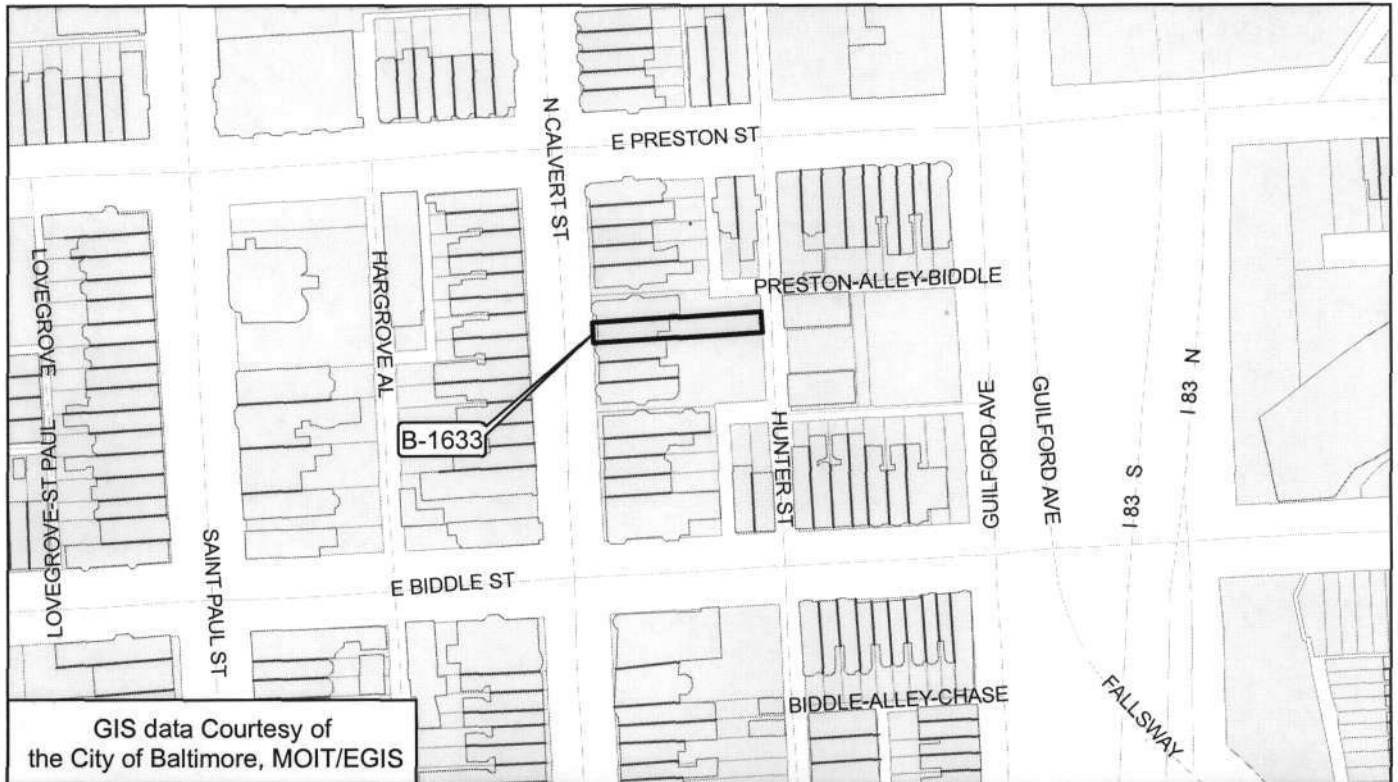 E PRESTON ST
N CALVERT ST
PRESTON-ALLEY-BIDDLE
LOVEGROVE
LOVEGROVE-ST PAUL
HARGROVE AL
B-1633
HUNTER ST
GUILFORD AVE
GUILFORD AVE
I 83 S
I 83 N
SAINT PAUL ST
E BIDDLE ST
BIDDLE-ALLEY-CHASE
FALLSWAY
GIS data Courtesy of
the City of Baltimore, MOIT/EGIS